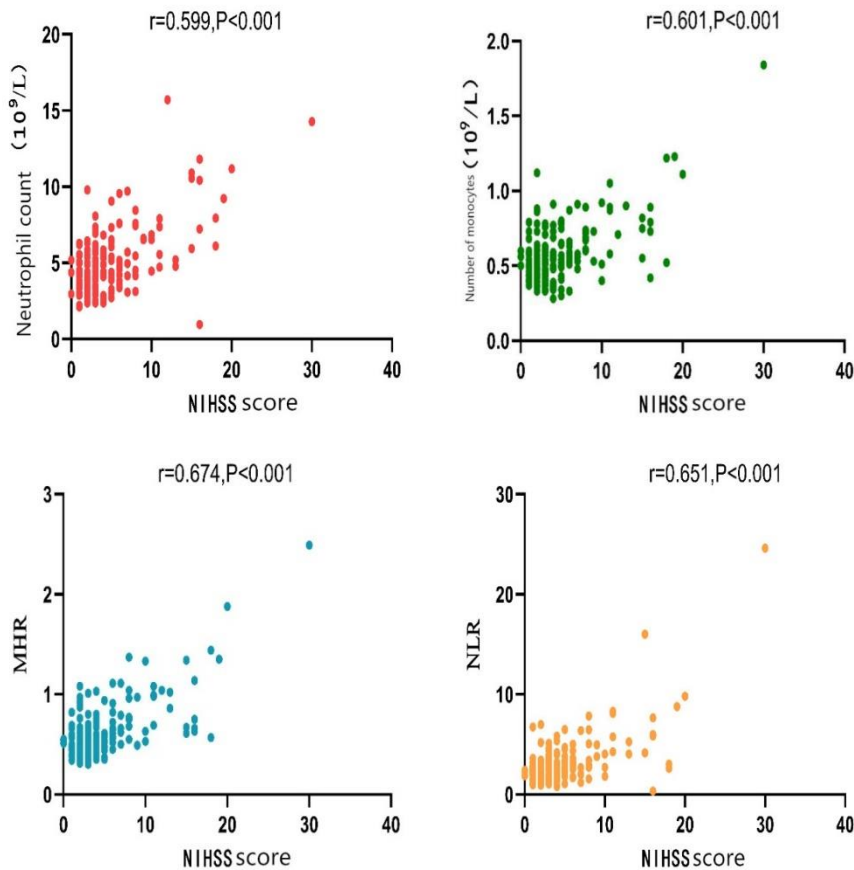 r=0.599,P<0.001
Neutrophil count （10⁹/L）
20
15
10
5
0
0 10 20 30 40
NIHSS score
r=0.601,P<0.001
Number of monocytes （10⁹/L）
2.0
1.5
1.0
0.5
0.0
0 10 20 30 40
NIHSS score
r=0.674,P<0.001
MHR
3
2
1
0
0 10 20 30 40
NIHSS score
r=0.651,P<0.001
NLR
30
20
10
0
0 10 20 30 40
NIHSS score